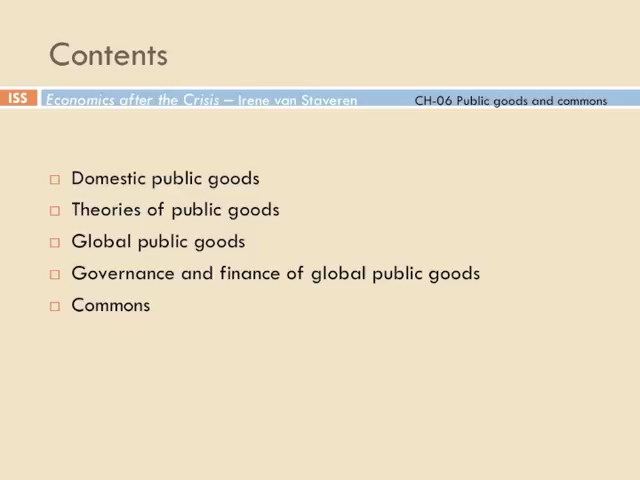 Contents
ISS Economics after the Crisis – Irene van Staveren CH-06 Public goods and commons
Domestic public goods
Theories of public goods
Global public goods
Governance and finance of global public goods
Commons